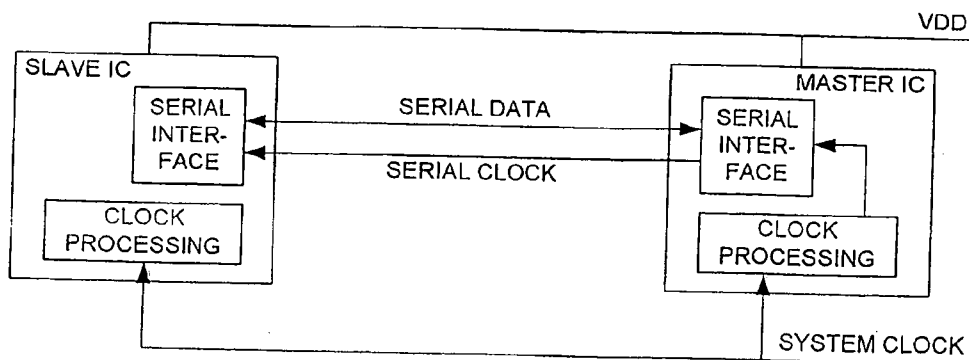 VDD
SLAVE IC
MASTER IC
SERIAL
INTER-
FACE
SERIAL DATA
SERIAL CLOCK
SERIAL
INTER-
FACE
CLOCK
PROCESSING
CLOCK
PROCESSING
SYSTEM CLOCK